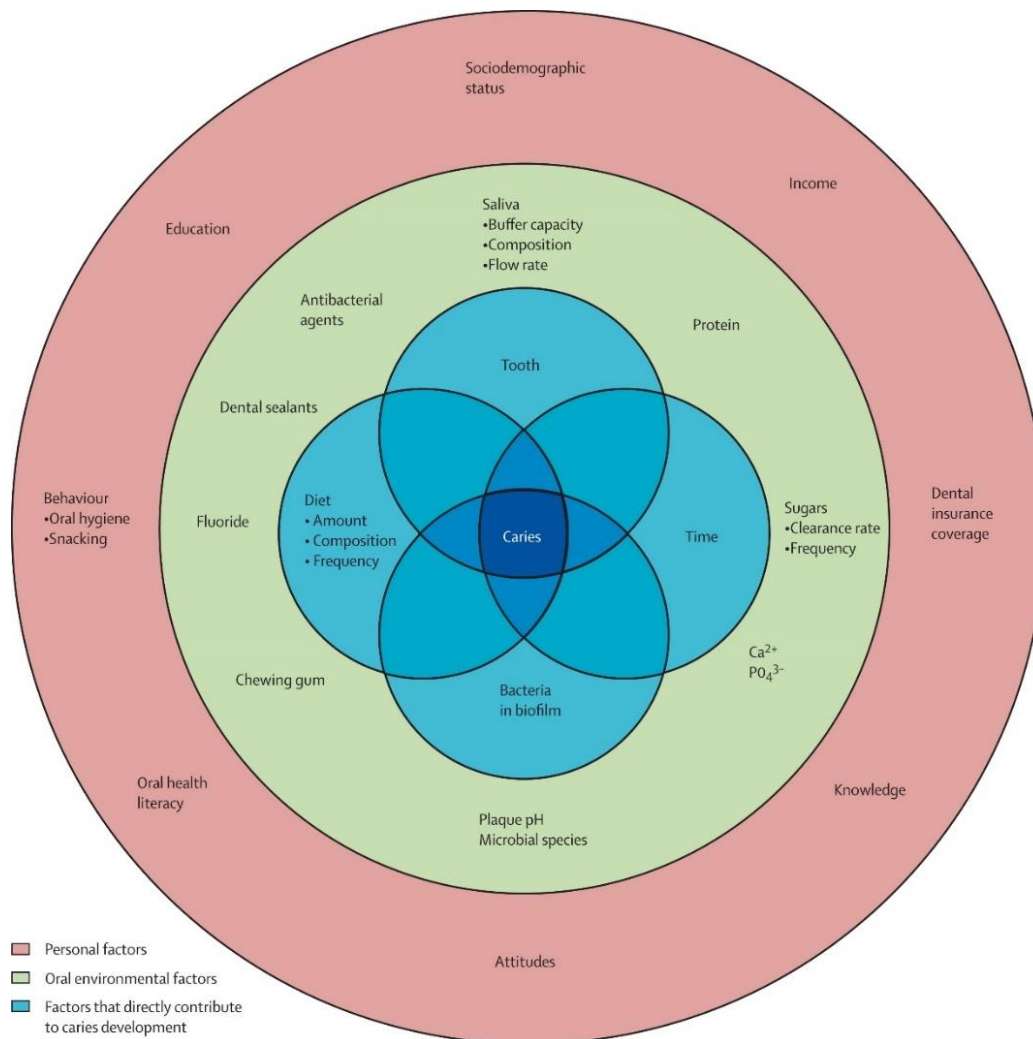 Sociodemographic
status
Income
Education
Saliva
•Buffer capacity
•Composition
•Flow rate
Antibacterial
agents
Protein
Tooth
Dental sealants
Behaviour
•Oral hygiene
•Snacking
Fluoride
Diet
• Amount
• Composition
• Frequency
Caries
Time
Sugars
•Clearance rate
•Frequency
Dental
insurance
coverage
Ca²⁺
PO₄³⁻
Chewing gum
Bacteria
in biofilm
Oral health
literacy
Knowledge
Plaque pH
Microbial species
Attitudes
Personal factors
Oral environmental factors
Factors that directly contribute
to caries development